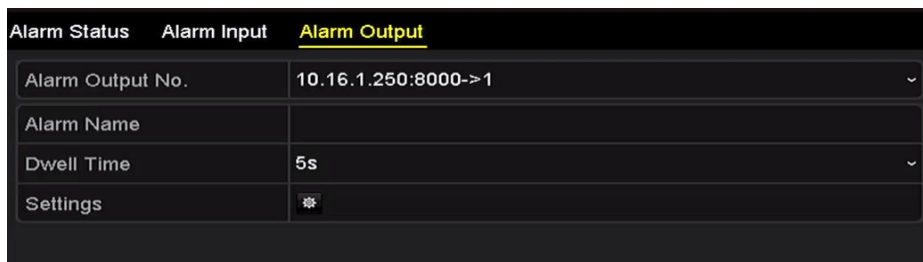 Alarm Status Alarm Input Alarm Output
Alarm Output No. 10.16.1.250:8000->1
Alarm Name
Dwell Time 5s
Settings